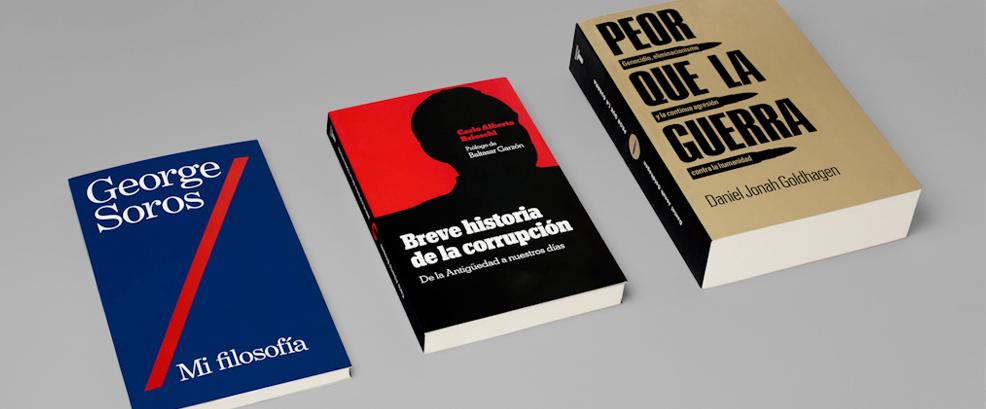 George
Soros
Mi filosofía
Carlo Alberto
Brioschi
Prólogo de
Baltasar Garzón
Breve historia
de la corrupción
De la Antigüedad a nuestros días
PEOR
Genocidio, eliminacionismo
QUE LA
y la continua agresión
GUERRA
contra la humanidad
Daniel Jonah Goldhagen